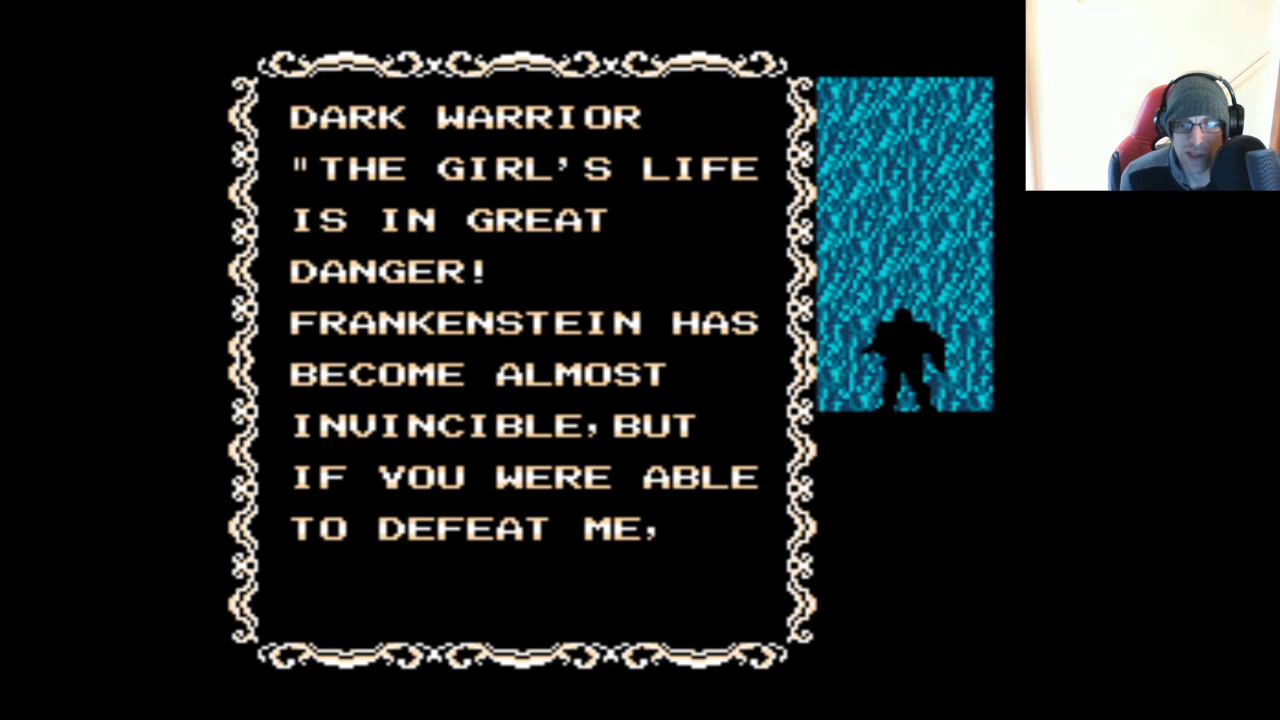 DARK WARRIOR
"THE GIRL'S LIFE
IS IN GREAT
DANGER!
FRANKENSTEIN HAS
BECOME ALMOST
INVINCIBLE,BUT
IF YOU WERE ABLE
TO DEFEAT ME,